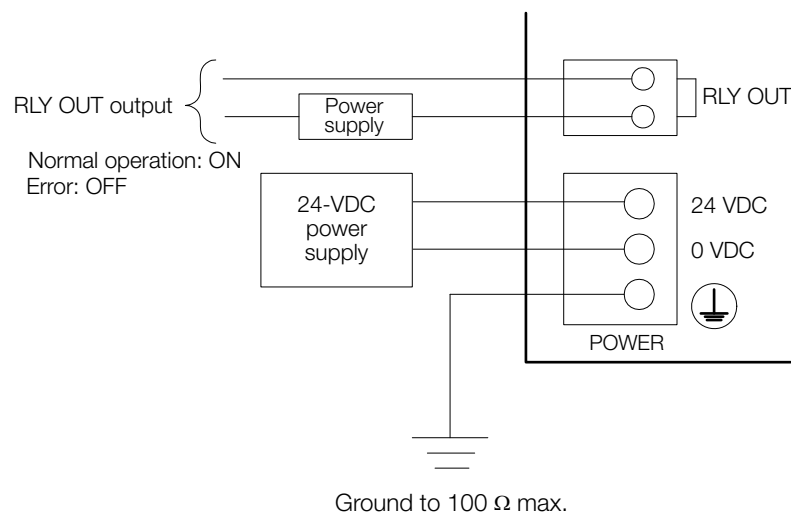 RLY OUT output
Power
supply
RLY OUT
Normal operation: ON
Error: OFF
24-VDC
power
supply
24 VDC
0 VDC
POWER
Ground to 100 Ω max.